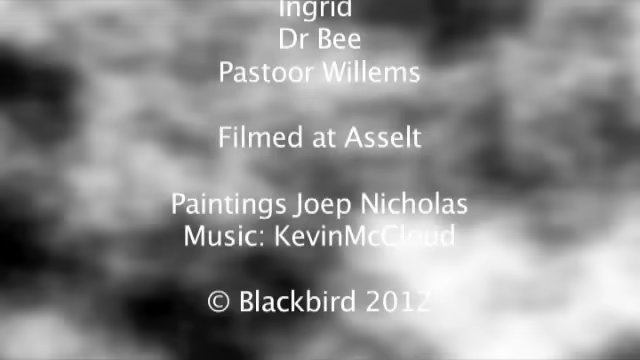 Ingrid
Dr Bee
Pastoor Willems
Filmed at Asselt
Paintings Joep Nicholas
Music: KevinMcCloud
© Blackbird 2012